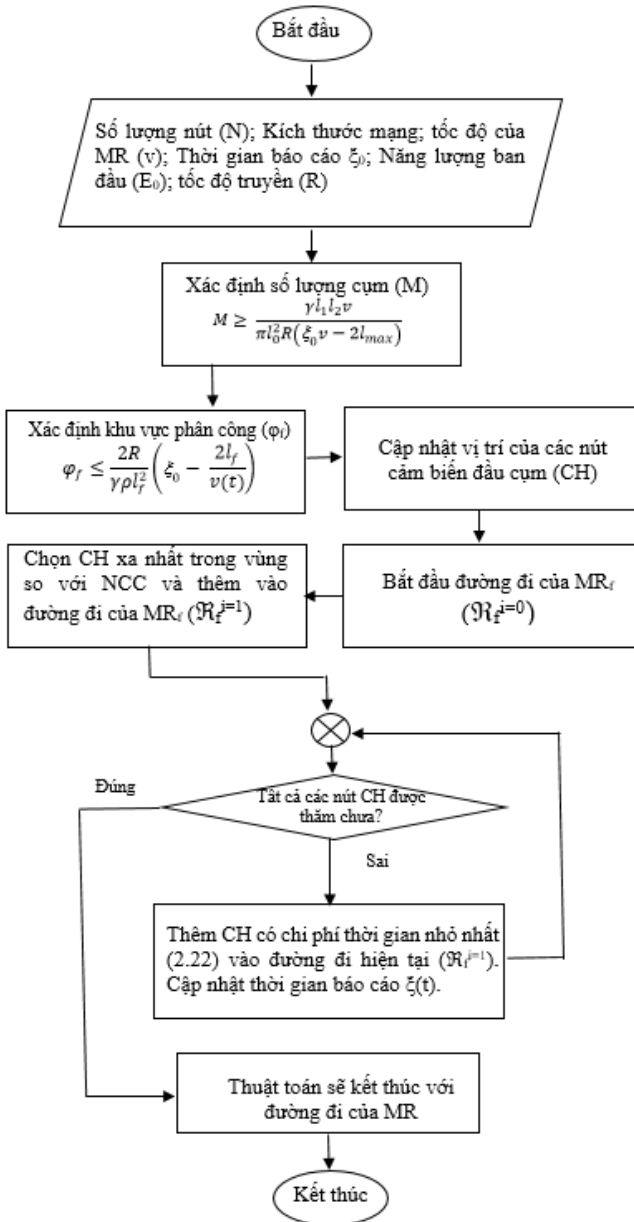 Bắt đầu
Số lượng nút (N); Kích thước mạng; tốc độ của
MR (v); Thời gian báo cáo ξ₀; Năng lượng ban
đầu (E₀); tốc độ truyền (R)
Xác định số lượng cụm (M)
M ≥ γl₁l₂v / πl₀²R(ξ₀v − 2lₘₐₓ)
Xác định khu vực phân công (φf)
φf ≤ 2R / γρlf² (ξ₀ − 2lf / v(t))
Cập nhật vị trí của các nút
cảm biến đầu cụm (CH)
Chọn CH xa nhất trong vùng
so với NCC và thêm vào
đường đi của MRf (ℜf^i=1)
Bắt đầu đường đi của MRf
(ℜf^i=0)
Đúng
Tất cả các nút CH được
thăm chưa?
Sai
Thêm CH có chi phí thời gian nhỏ nhất
(2.22) vào đường đi hiện tại (ℜf^i=1).
Cập nhật thời gian báo cáo ξ(t).
Thuật toán sẽ kết thúc với
đường đi của MR
Kết thúc